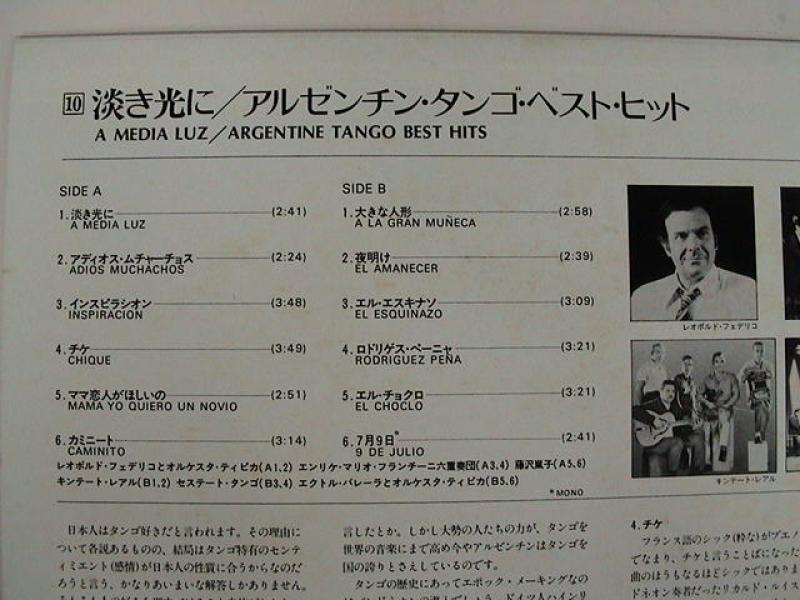 10 淡き光に/アルゼンチン・タンゴ・ベスト・ヒット
A MEDIA LUZ/ARGENTINE TANGO BEST HITS
SIDE A
1. 淡き光に (2:41)
A MEDIA LUZ
2. アディオス・ムチャーチョス (2:24)
ADIOS MUCHACHOS
3. インスピラシオン (3:48)
INSPIRACION
4. チケ (3:49)
CHIQUE
5. ママ恋人がほしいの (2:51)
MAMA YO QUIERO UN NOVIO
6. カミニート (3:14)
CAMINITO
SIDE B
1. 大きな人形 (2:58)
A LA GRAN MUÑECA
2. 夜明け (2:39)
EL AMANECER
3. エル・エスキナソ (3:09)
EL ESQUINAZO
4. ロドリゲス・ペーニャ (3:21)
RODRIGUEZ PEÑA
5. エル・チョクロ (3:21)
EL CHOCLO
6. 7月9日* (2:41)
9 DE JULIO
レオポルド・フェデリコとオルケスタ・ティピカ(A1,2) エンリケ・マリオ・フランチーニ六重奏団(A3,4) 藤沢嵐子(A5,6)
キンテート・レアル(B1,2) セステート・タンゴ(B3,4) エクトル・バレーラとオルケスタ・ティピカ(B5,6)
*MONO
レオポルド・フェデリコ
キンテート・レアル
日本人はタンゴ好きだと言われます。その理由に
ついて各説あるものの、結局はタンゴ特有のセンテ
ィミエント(感情)が日本人の性質に合うからなのだ
ろうと言う、かなりあいまいな解答しかありません。
言したとか。しかし大勢の人たちの力が、タンゴを
世界の音楽にまで高め今やアルゼンチンはタンゴを
国の誇りとさえしているのです。
タンゴの歴史にあってエポック・メーキングなの
4. チケ
フランス語のシック(粋な)がブエノ
でなまり、チケと言うことばになった
曲のほうもなるほどシックではありま
ドネオン奏者だったリカルド・ルイス